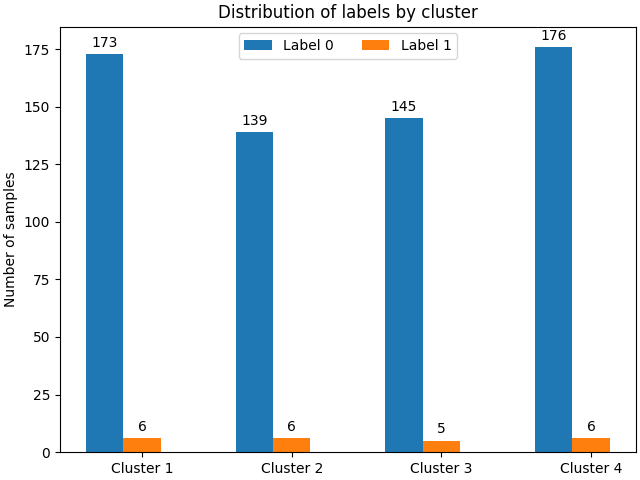 Distribution of labels by cluster
Label 0 Label 1
173 139 145 176
6 6 5 6
Number of samples
175
150
125
100
75
50
25
0
Cluster 1 Cluster 2 Cluster 3 Cluster 4